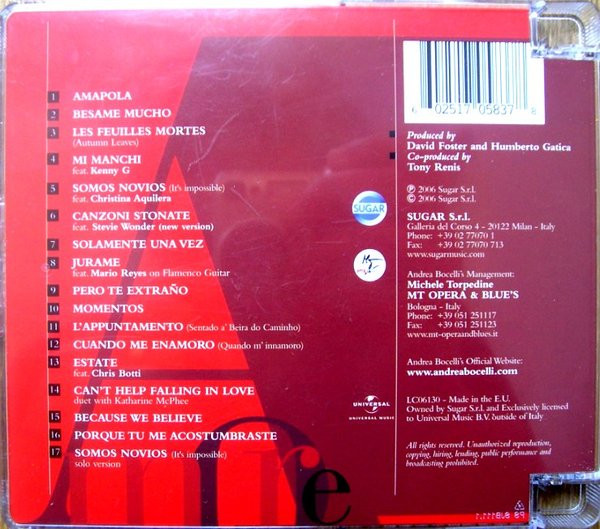 1 AMAPOLA
2 BESAME MUCHO
3 LES FEUILLES MORTES
(Autumn Leaves)
4 MI MANCHI
feat. Kenny G
5 SOMOS NOVIOS (It's impossible)
feat. Christina Aquilera
6 CANZONI STONATE
feat. Stevie Wonder (new version)
7 SOLAMENTE UNA VEZ
8 JURAME
feat. Mario Reyes on Flamenco Guitar
9 PERO TE EXTRAÑO
10 MOMENTOS
11 L'APPUNTAMENTO (Sentado a' Beira do Caminho)
12 CUANDO ME ENAMORO (Quando m' innamoro)
13 ESTATE
feat. Chris Botti
14 CAN'T HELP FALLING IN LOVE
duet with Katharine McPhee
15 BECAUSE WE BELIEVE
16 PORQUE TU ME ACOSTUMBRASTE
17 SOMOS NOVIOS (It's impossible)
solo version
SUGAR
UNIVERSAL
UNIVERSAL MUSIC
6 02517 05837 8
Produced by
David Foster and Humberto Gatica
Co-produced by
Tony Renis
℗ 2006 Sugar S.r.l.
© 2006 Sugar S.r.l.
SUGAR S.r.l.
Galleria del Corso 4 - 20122 Milan - Italy
Phone: +39 02 77070 1
Fax: +39 02 77070 713
www.sugarmusic.com
Andrea Bocelli's Management:
Michele Torpedine
MT OPERA & BLUE'S
Bologna - Italy
Phone: +39 051 251117
Fax: +39 051 251123
www.mt-operaandblues.it
Andrea Bocelli's Official Website:
www.andreabocelli.com
LC06130 - Made in the E.U.
Owned by Sugar S.r.l. and Exclusively licensed
to Universal Music B.V. outside of Italy
All rights reserved. Unauthorized reproduction,
copying, hiring, lending, public performance and
broadcasting prohibited.
Amore